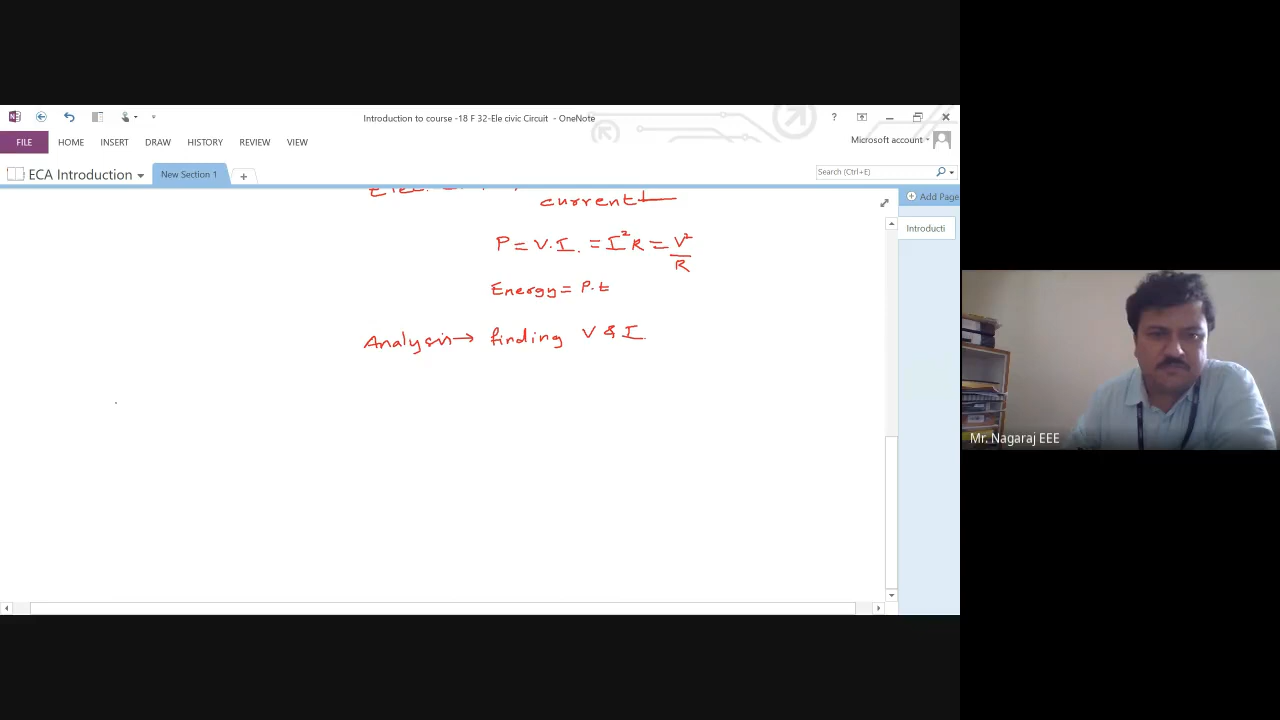 Introduction to course -18 F 32-Ele civic Circuit - OneNote
?
FILE HOME INSERT DRAW HISTORY REVIEW VIEW
Microsoft account
ECA Introduction
New Section 1
Search (Ctrl+E)
Add Page
Introducti
current
P = V.I. = I²R = V²/R
Energy = P.t
Analysis → finding V & I.
Mr. Nagaraj EEE